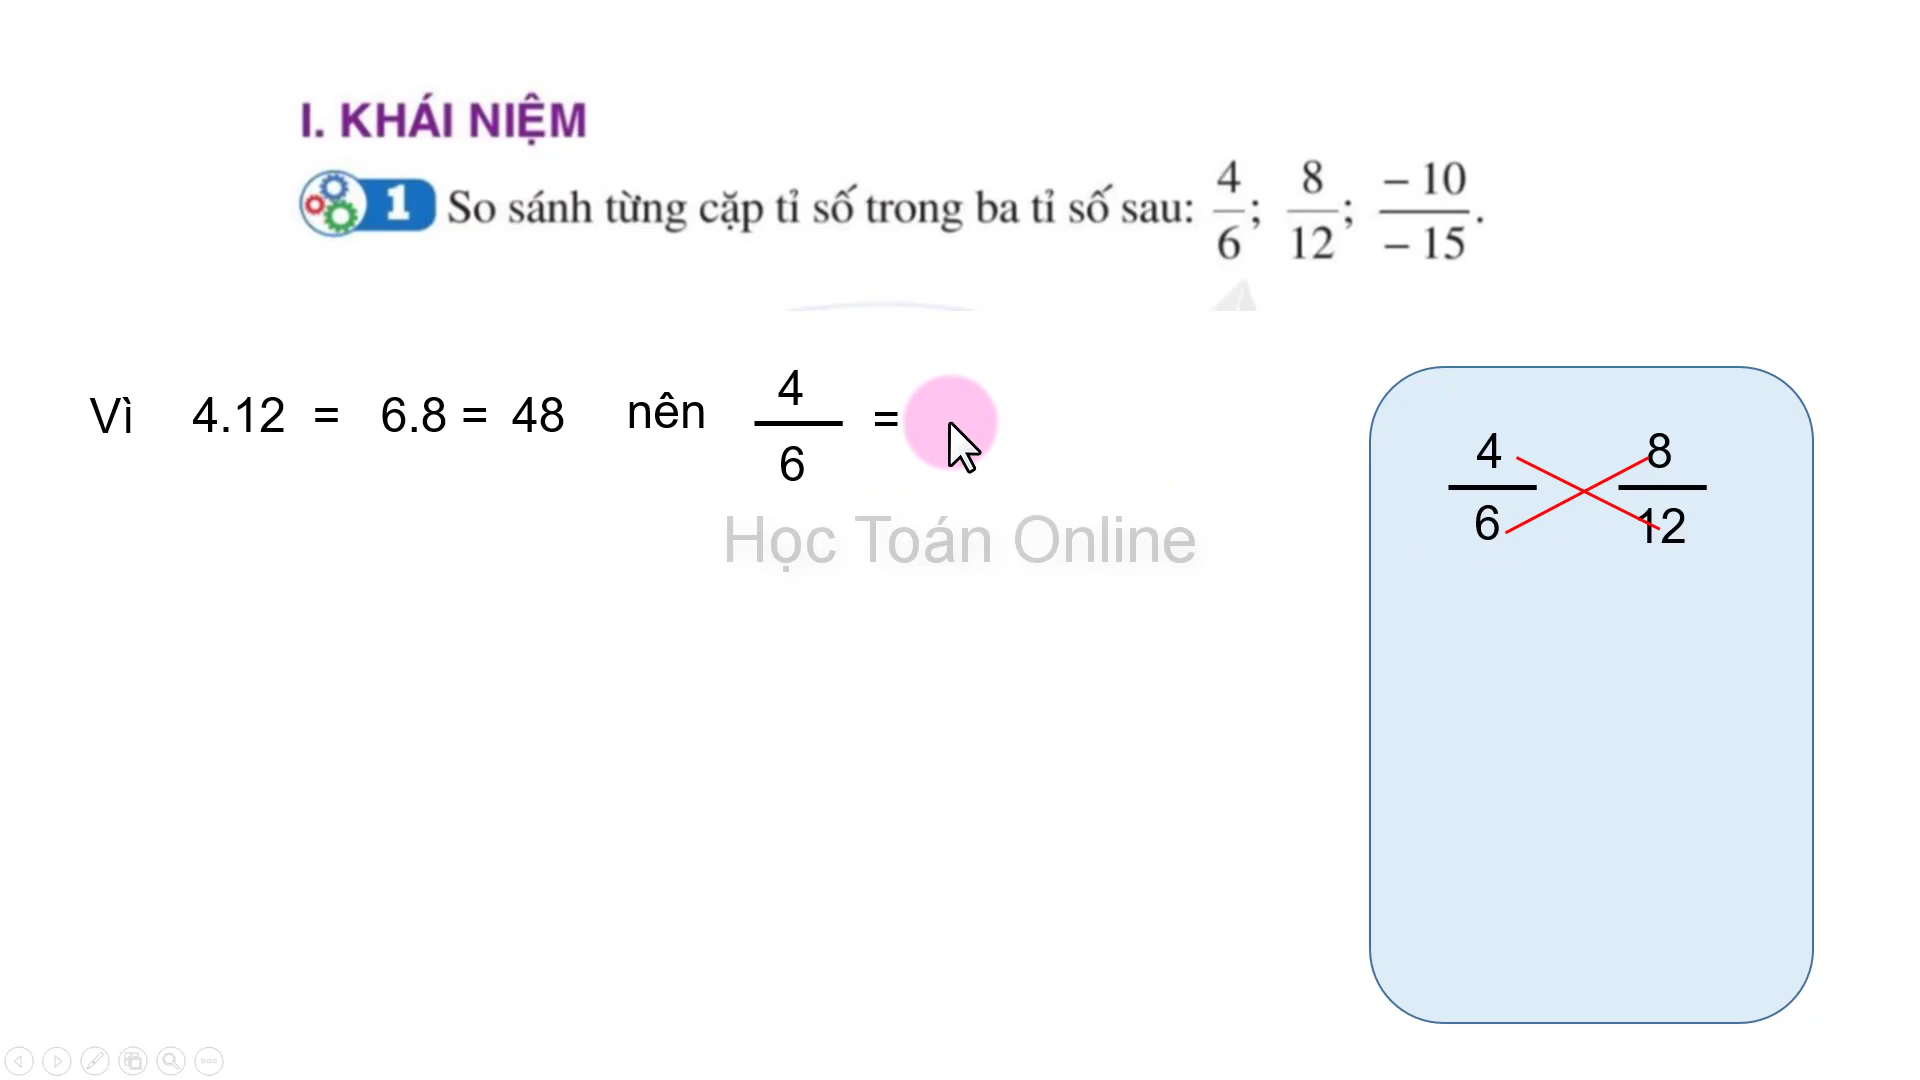 I. KHÁI NIỆM
1 So sánh từng cặp tỉ số trong ba tỉ số sau: 4/6; 8/12; −10/−15.
Vì 4.12 = 6.8 = 48 nên 4/6 =
4/6 8/12
Học Toán Online